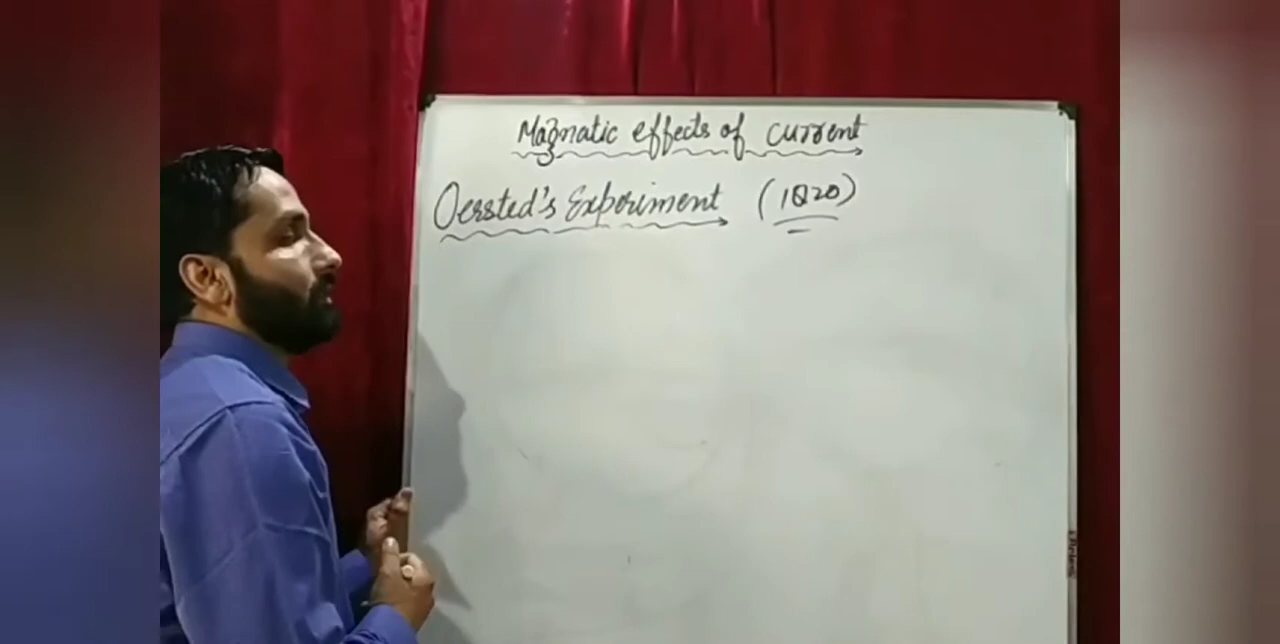 Magnatic effects of current
Oersted's Experiment (1820)